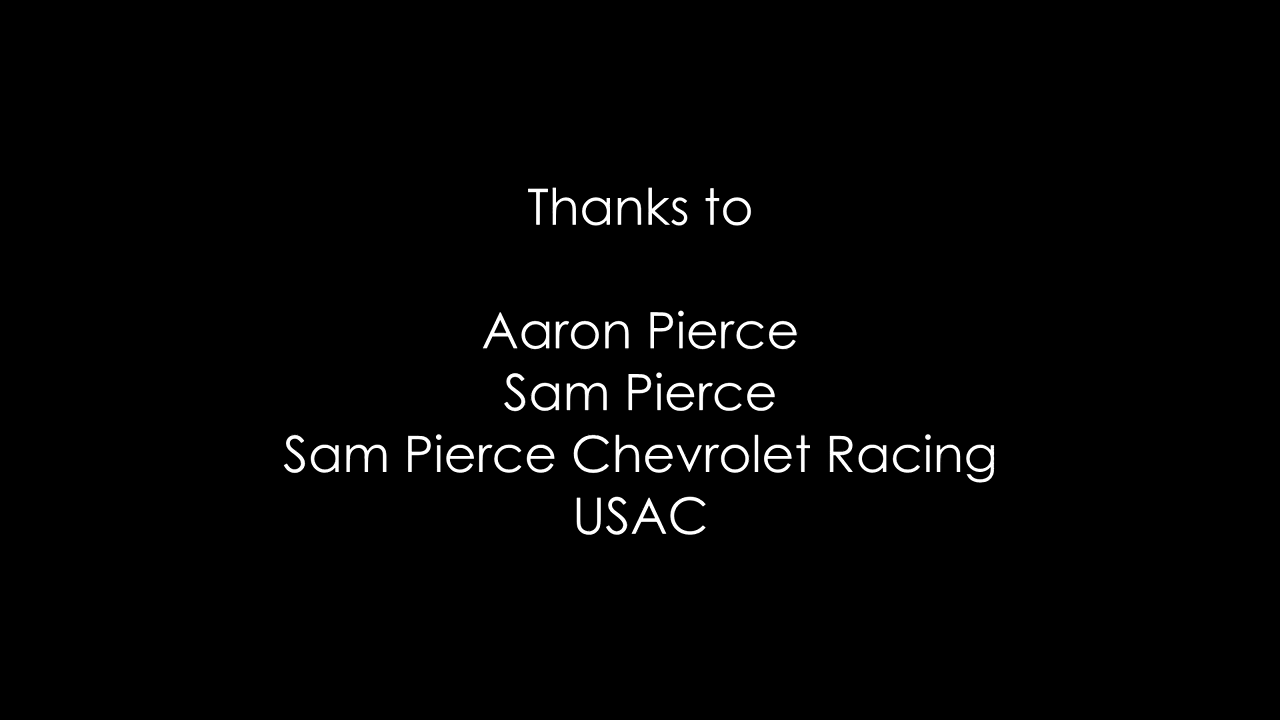 Thanks to
Aaron Pierce
Sam Pierce
Sam Pierce Chevrolet Racing
USAC